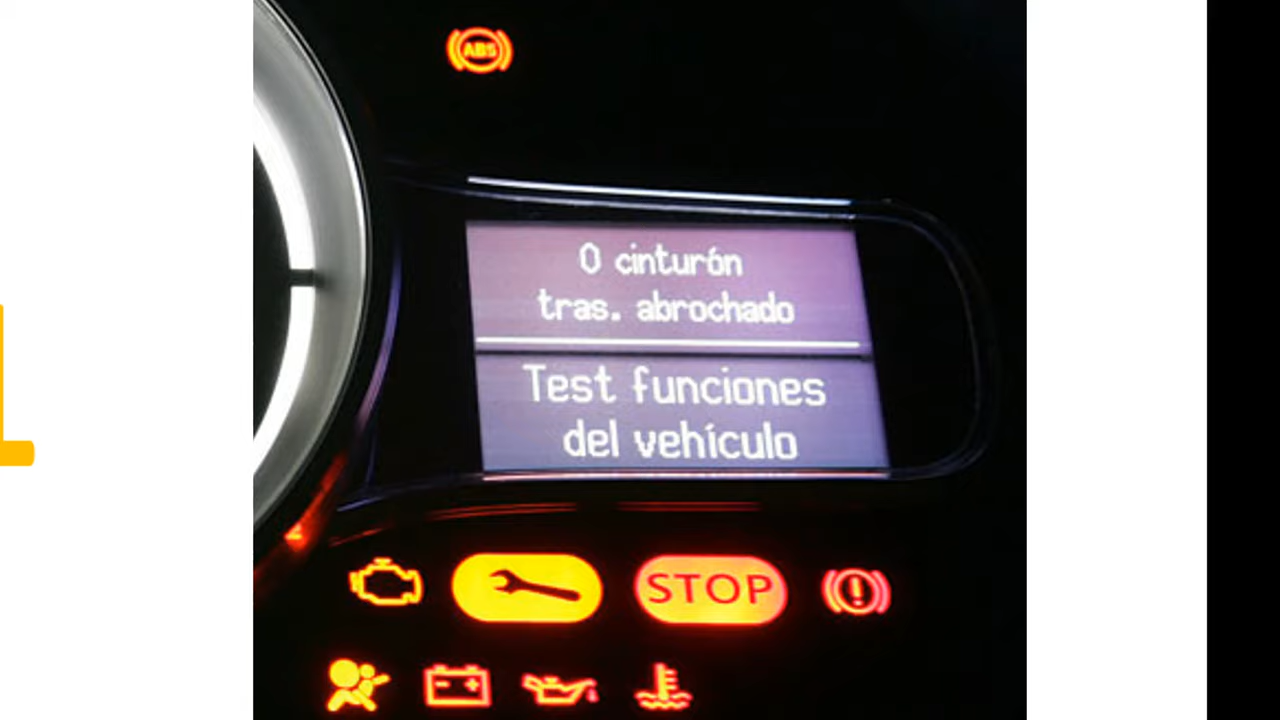 ABS
0 cinturón
tras. abrochado
Test funciones
del vehículo
STOP